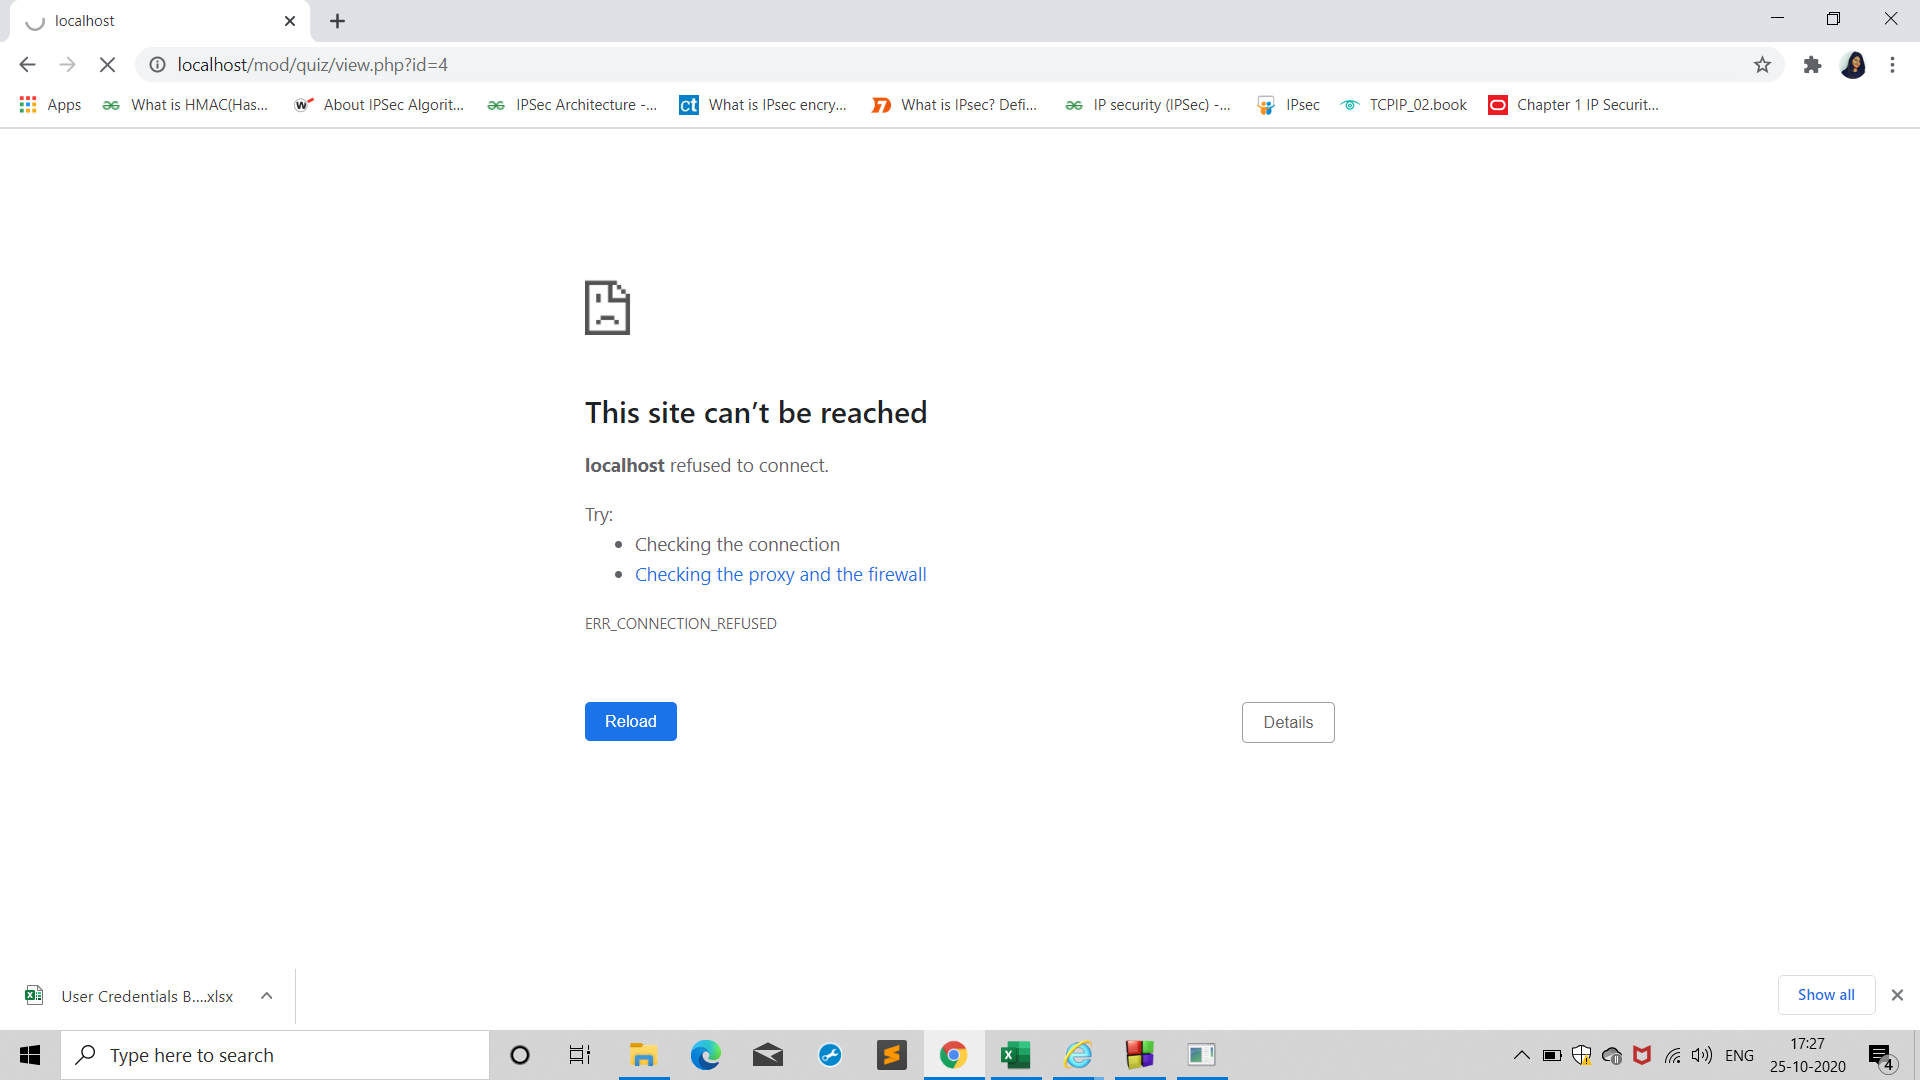 localhost
localhost/mod/quiz/view.php?id=4
Apps What is HMAC(Has... About IPSec Algorit... IPSec Architecture -... What is IPsec encry... What is IPsec? Defi... IP security (IPSec) -... IPsec TCPIP_02.book Chapter 1 IP Securit...
This site can’t be reached
localhost refused to connect.
Try:
Checking the connection
Checking the proxy and the firewall
ERR_CONNECTION_REFUSED
Reload Details
User Credentials B....xlsx Show all
Type here to search ENG 17:27
25-10-2020 4